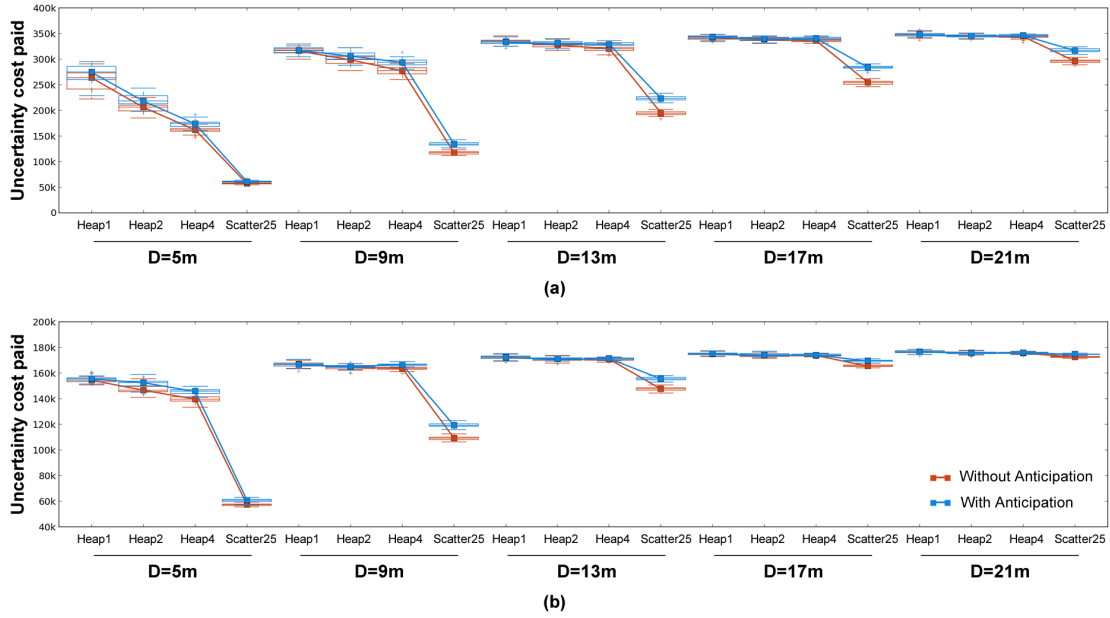 Uncertainty cost paid
400k
350k
300k
250k
200k
150k
100k
50k
0
Heap1 Heap2 Heap4 Scatter25 Heap1 Heap2 Heap4 Scatter25 Heap1 Heap2 Heap4 Scatter25 Heap1 Heap2 Heap4 Scatter25 Heap1 Heap2 Heap4 Scatter25
D=5m D=9m D=13m D=17m D=21m
(a)
Uncertainty cost paid
200k
180k
160k
140k
120k
100k
80k
60k
40k
Without Anticipation
With Anticipation
Heap1 Heap2 Heap4 Scatter25 Heap1 Heap2 Heap4 Scatter25 Heap1 Heap2 Heap4 Scatter25 Heap1 Heap2 Heap4 Scatter25 Heap1 Heap2 Heap4 Scatter25
D=5m D=9m D=13m D=17m D=21m
(b)